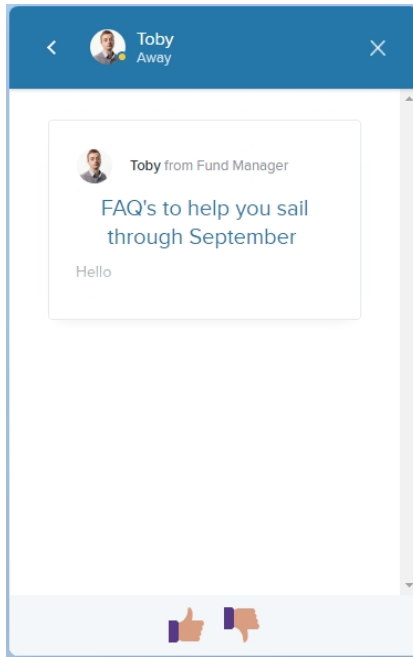 Toby
Away
Toby from Fund Manager
FAQ's to help you sail
through September
Hello